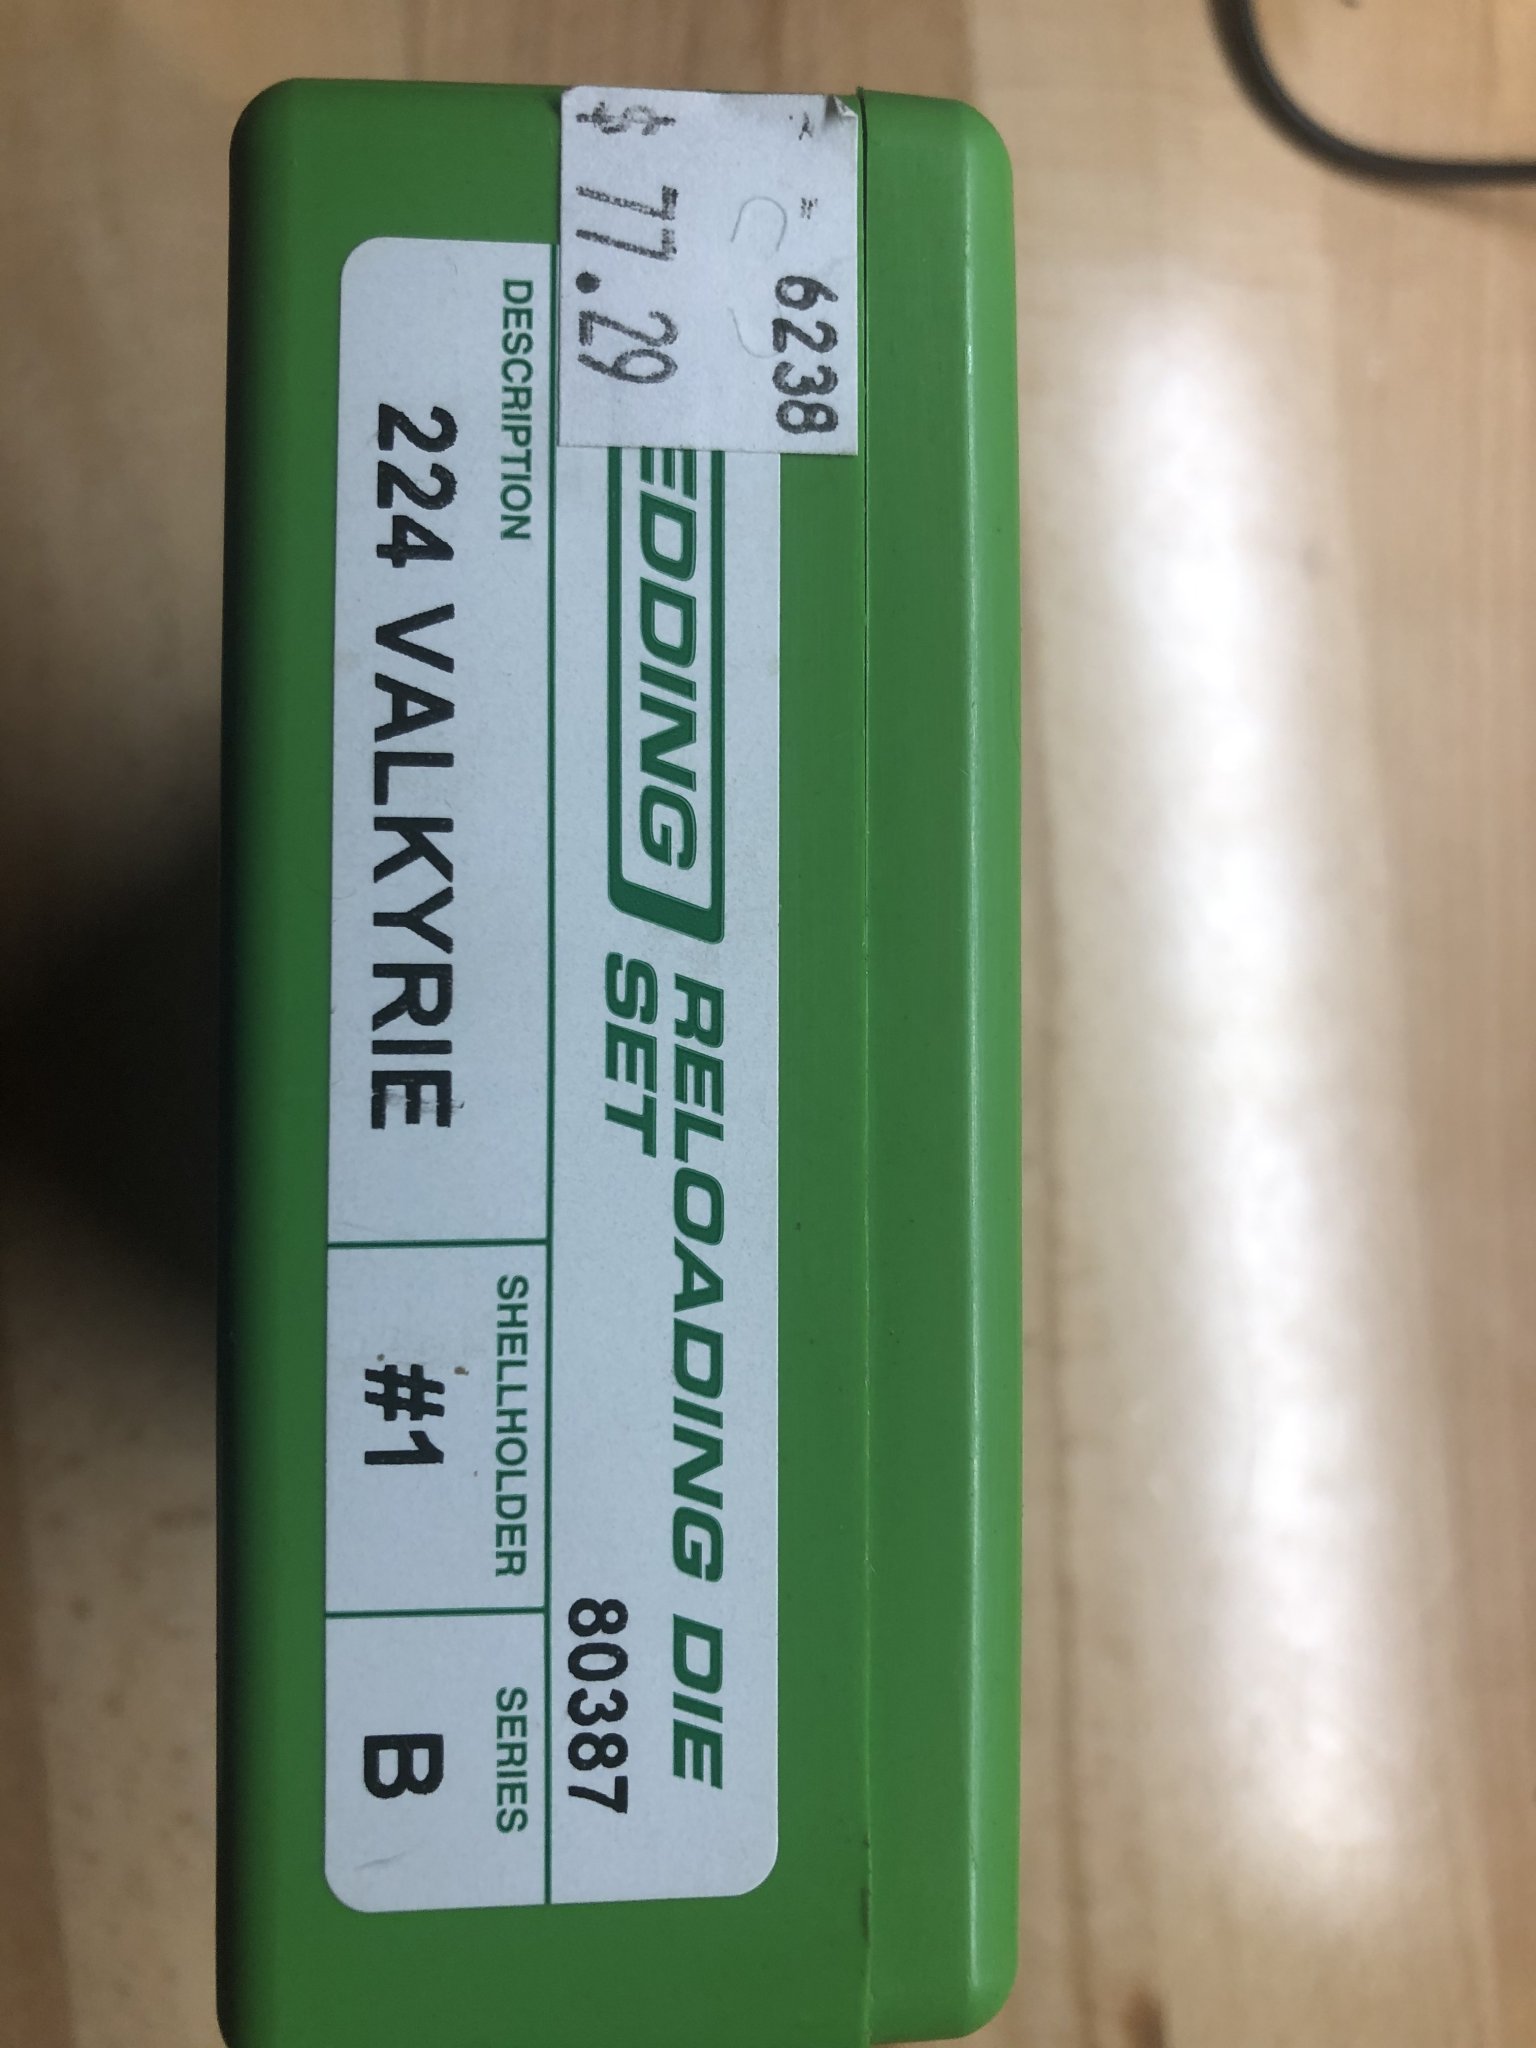 6238
$ 77.29
EDDING RELOADING DIE
SET
80387
DESCRIPTION
SHELLHOLDER
SERIES
224 VALKYRIE
#1
B